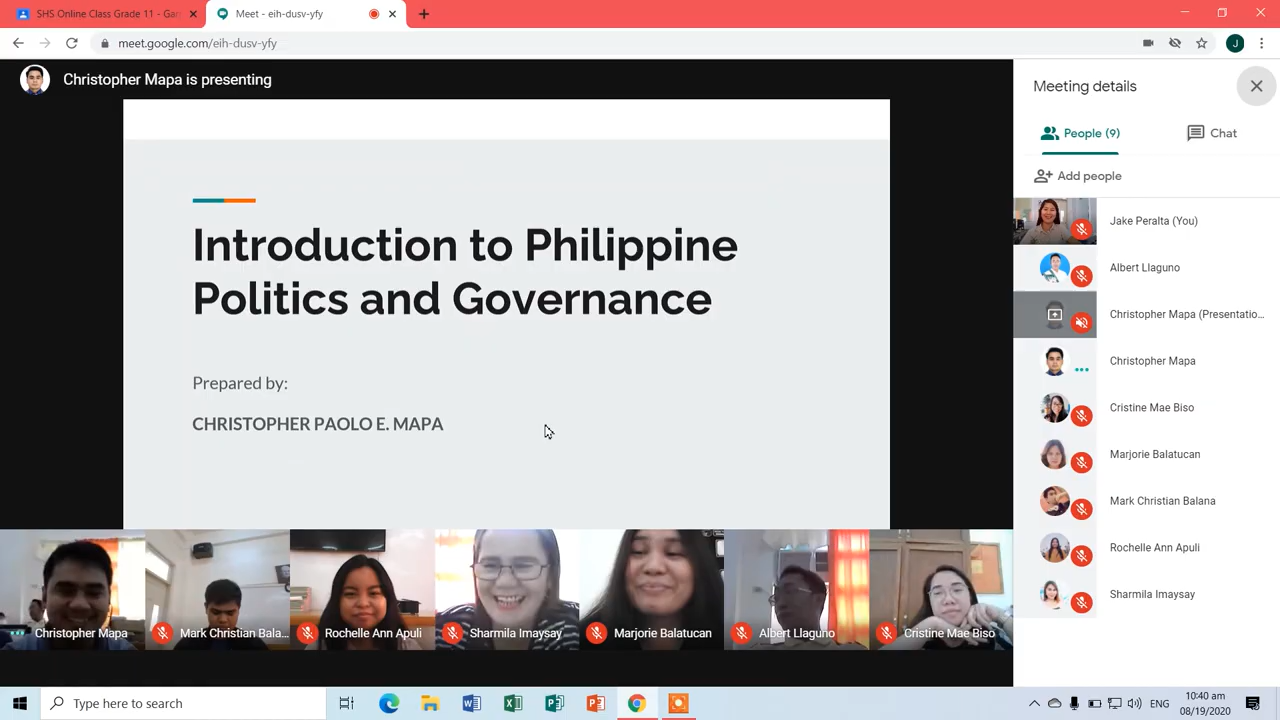 SHS Online Class Grade 11 - Gar
Meet - eih-dusv-yfy
meet.google.com/eih-dusv-yfy
J
Christopher Mapa is presenting
Introduction to Philippine
Politics and Governance
Prepared by:
CHRISTOPHER PAOLO E. MAPA
Christopher Mapa
Mark Christian Bala...
Rochelle Ann Apuli
Sharmila Imaysay
Marjorie Balatucan
Albert Llaguno
Cristine Mae Biso
Meeting details
People (9)
Chat
Add people
Jake Peralta (You)
Albert Llaguno
Christopher Mapa (Presentatio...
Christopher Mapa
Cristine Mae Biso
Marjorie Balatucan
Mark Christian Balana
Rochelle Ann Apuli
Sharmila Imaysay
Type here to search
ENG
10:40 am
08/19/2020